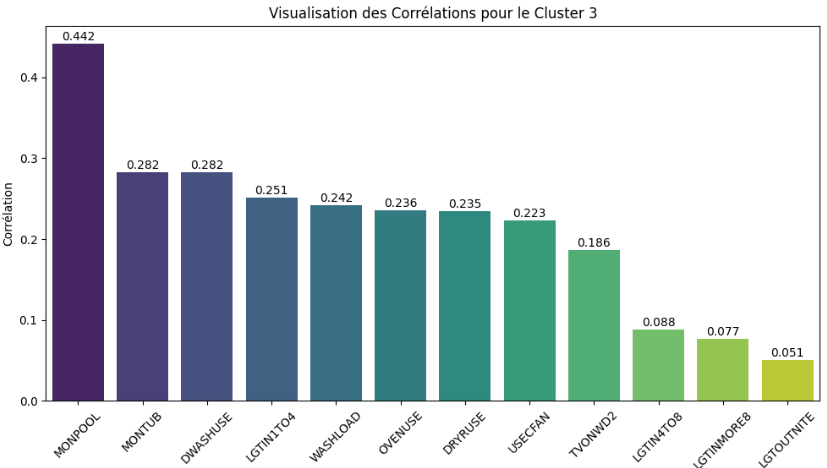 Visualisation des Corrélations pour le Cluster 3
Corrélation
0.4
0.3
0.2
0.1
0.0
0.442
0.282
0.282
0.251
0.242
0.236
0.235
0.223
0.186
0.088
0.077
0.051
MONPOOL
MONTUB
DWASHUSE
LGTIN1TO4
WASHLOAD
OVENUSE
DRYRUSE
USECFAN
TVONWD2
LGTIN4TO8
LGTINMORE8
LGTOUTNITE